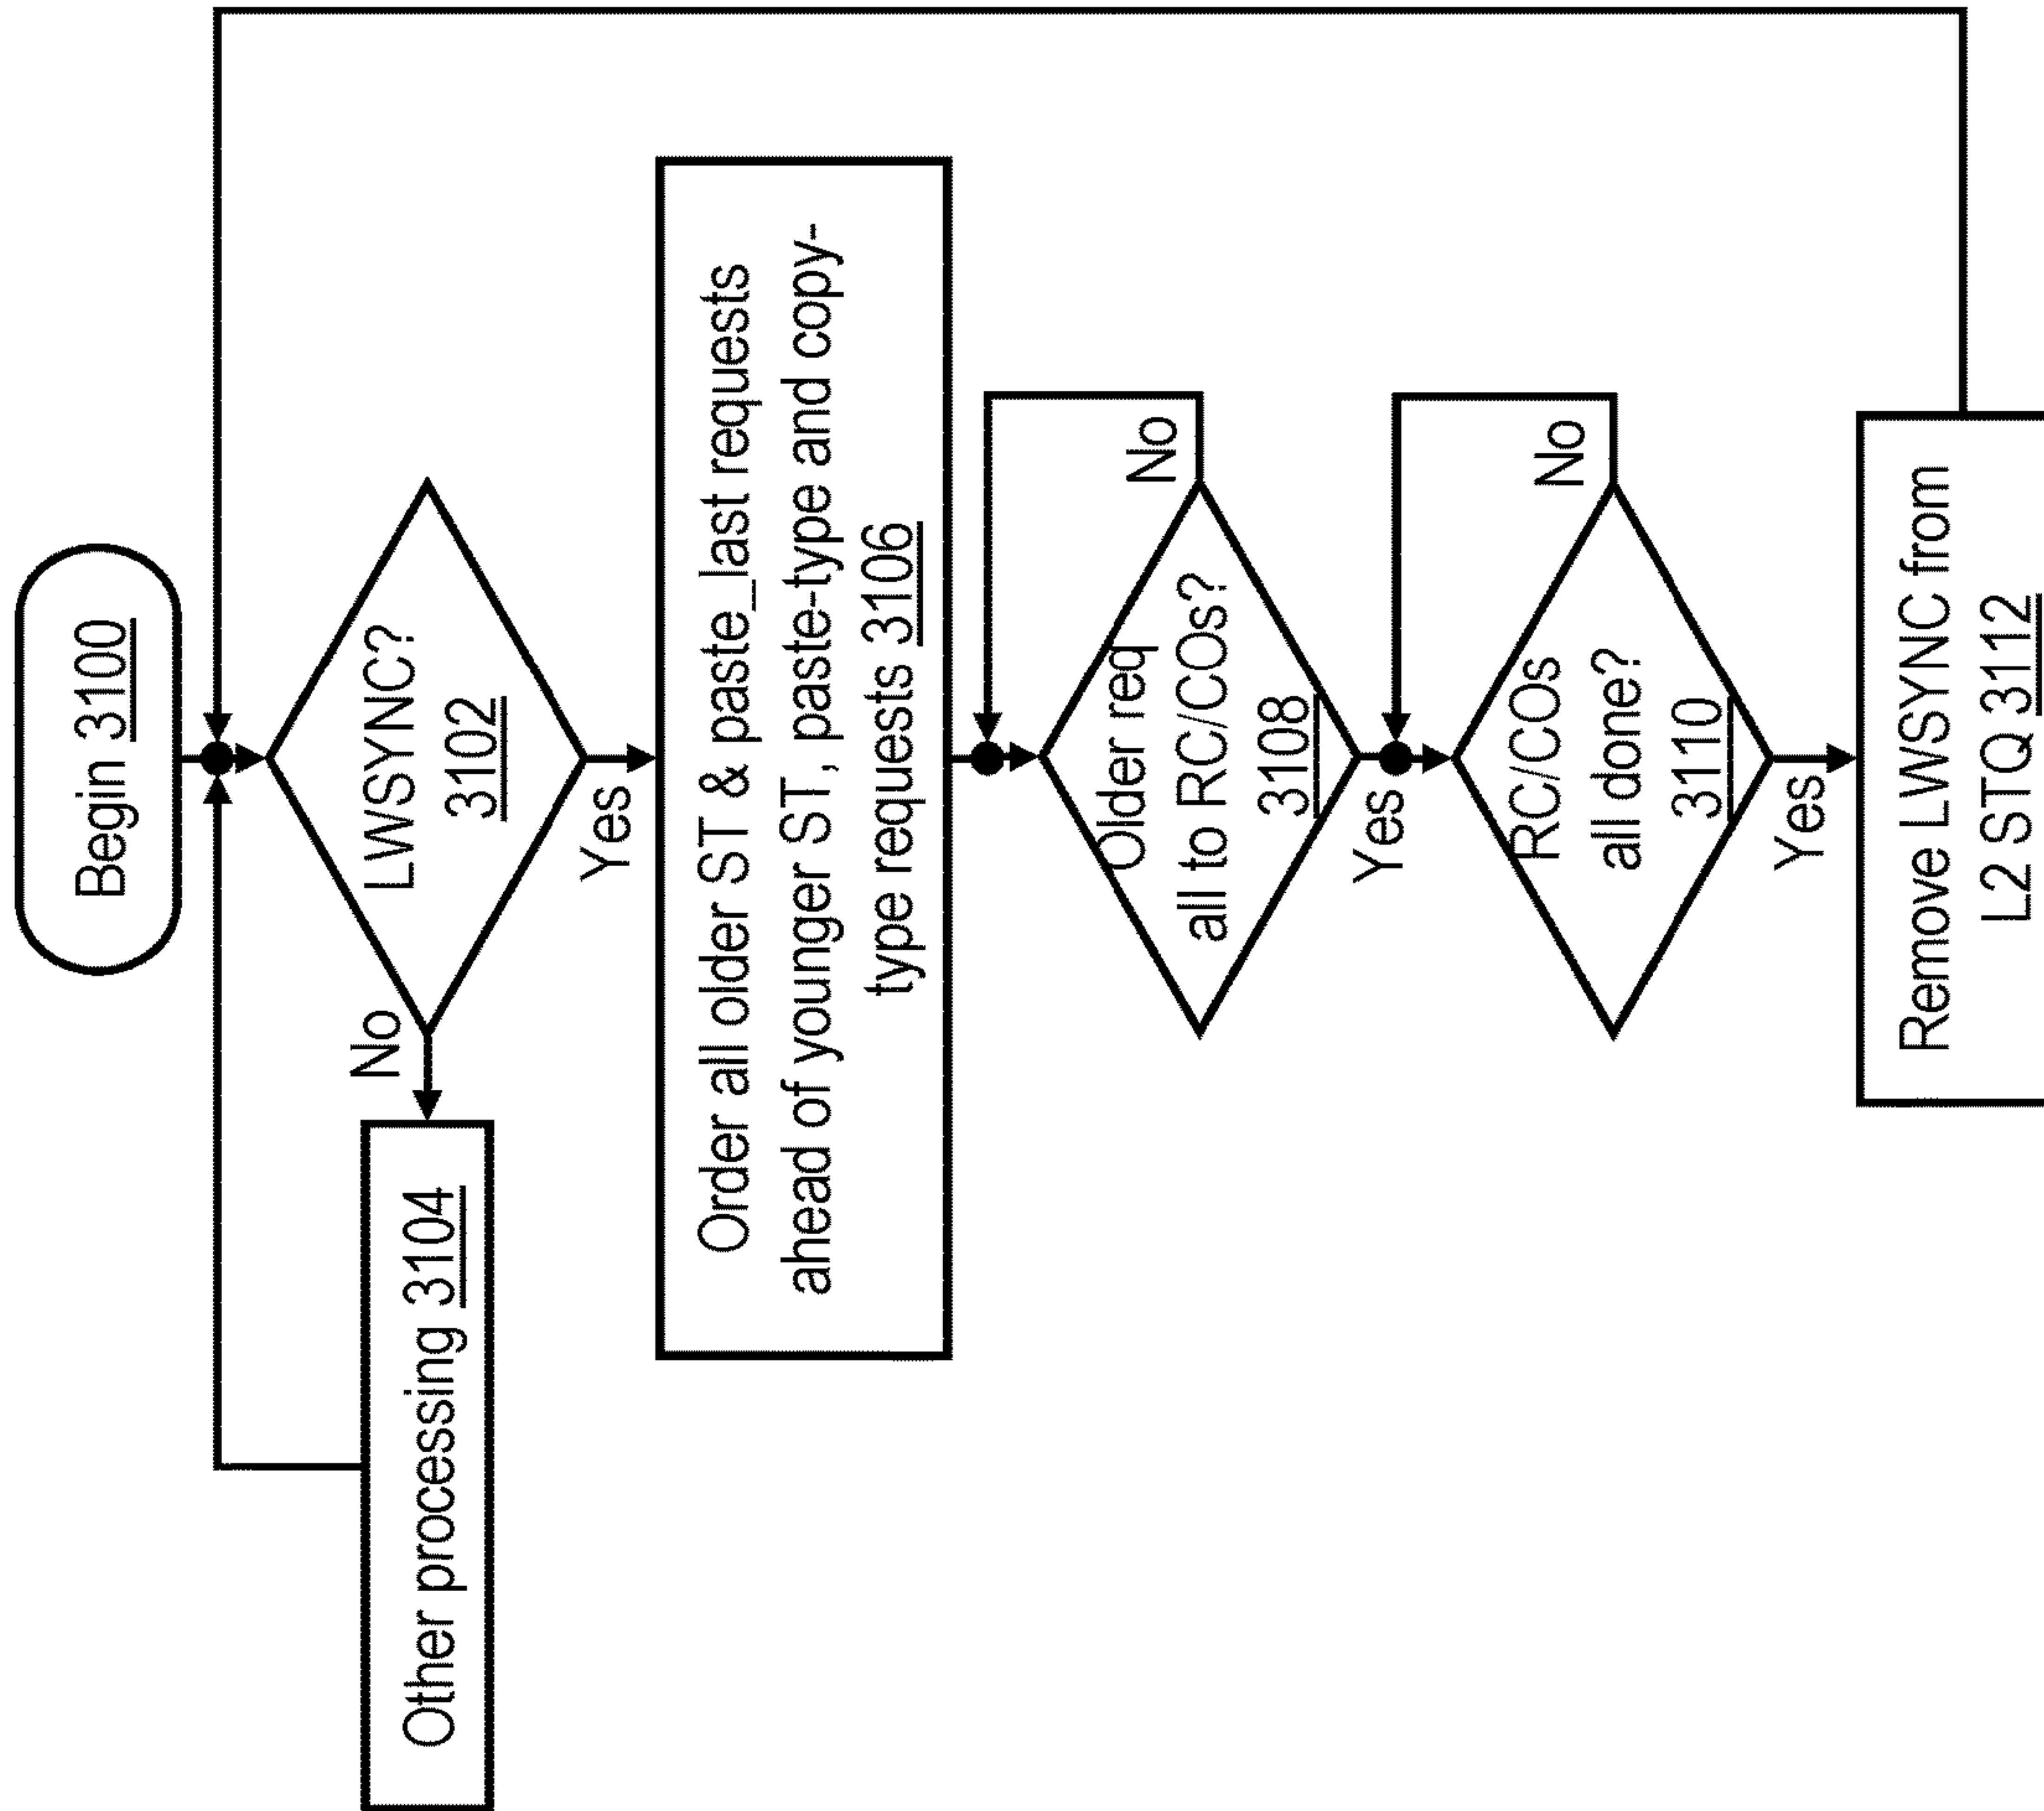 Begin 3100
LWSYNC?
3102
No
Other processing 3104
Yes
Order all older ST & paste_last requests
ahead of younger ST, paste-type and copy-
type requests 3106
Older req
all to RC/COs?
3108
No
Yes
RC/COs
all done?
3110
No
Yes
Remove LWSYNC from
L2 STQ 3112